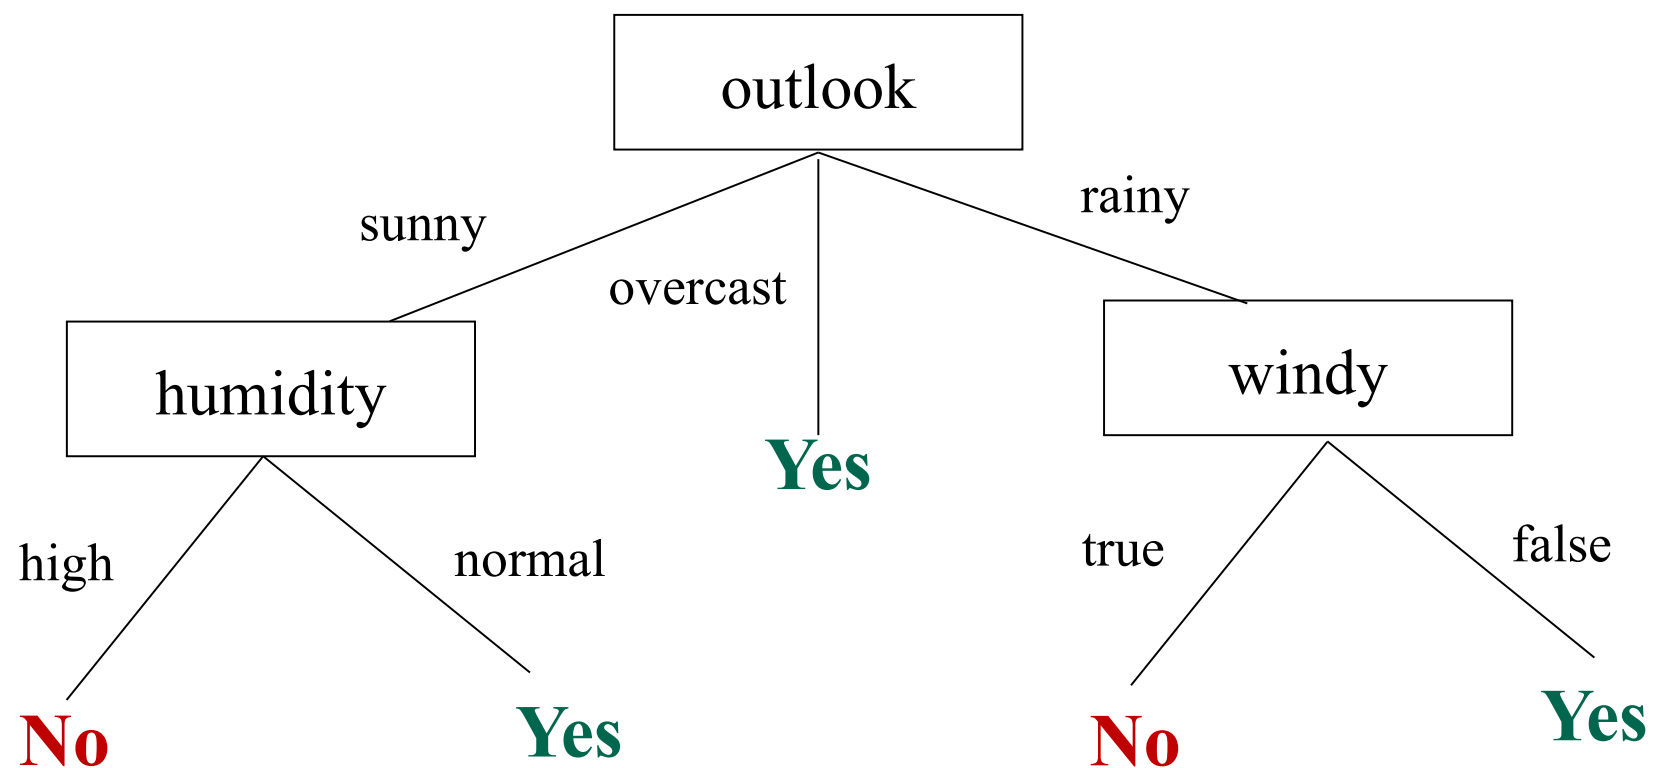 outlook
sunny
overcast
rainy
humidity
windy
Yes
high
normal
true
false
No
Yes
No
Yes